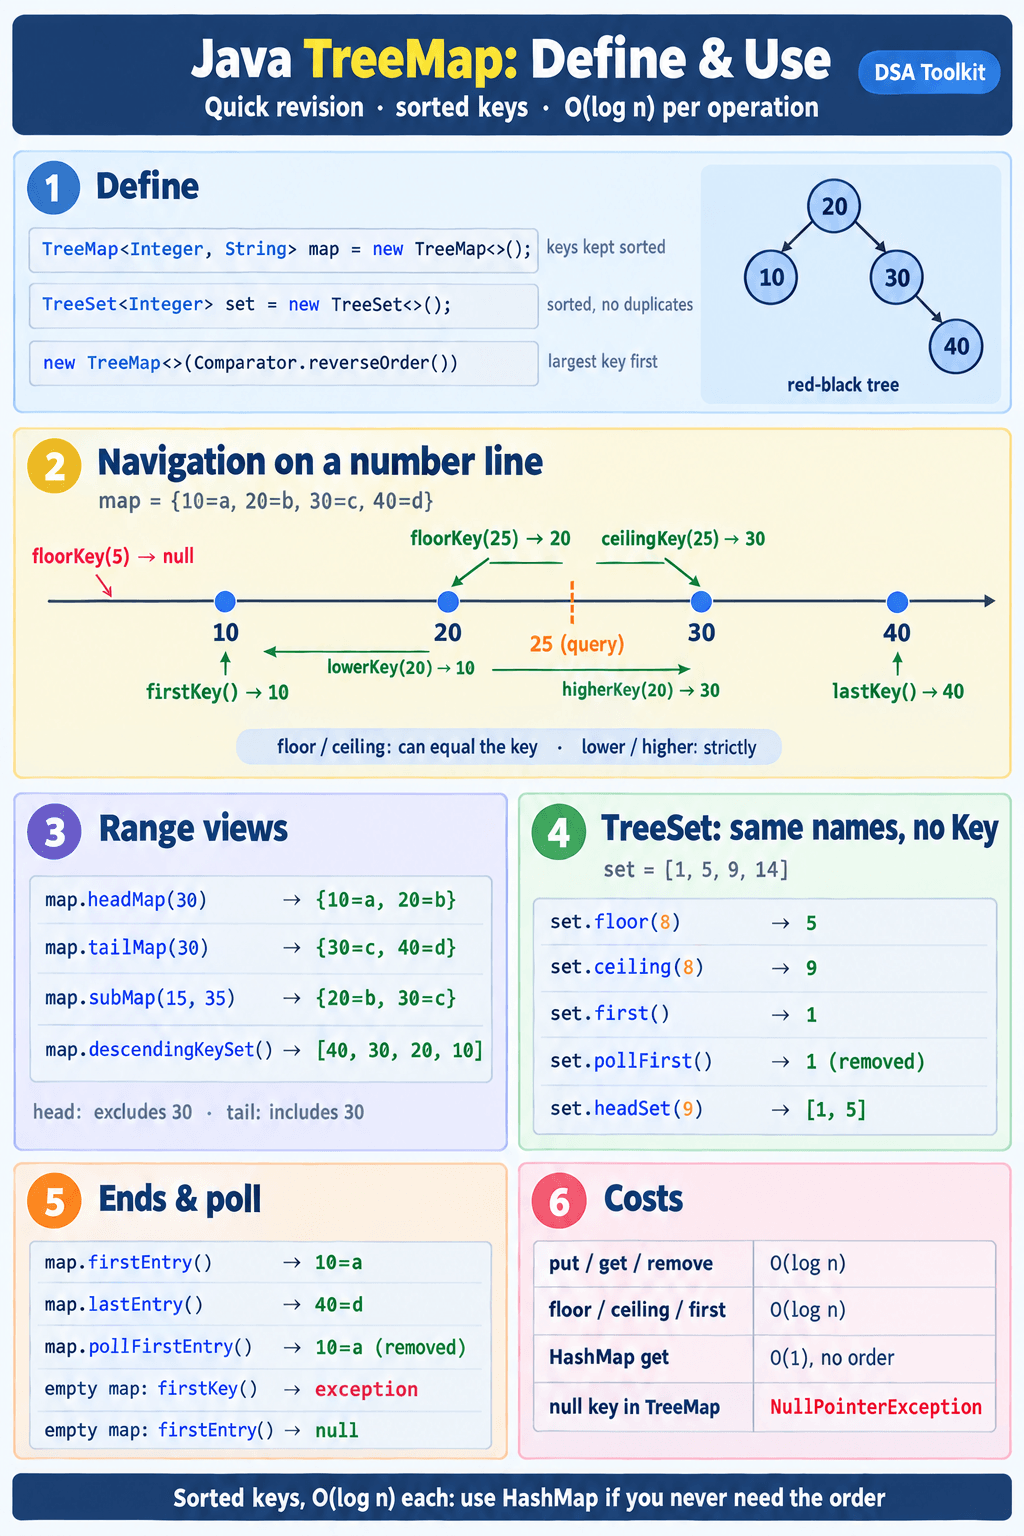 Java TreeMap: Define & Use
DSA Toolkit
Quick revision · sorted keys · O(log n) per operation
1 Define
TreeMap<Integer, String> map = new TreeMap<>(); keys kept sorted
TreeSet<Integer> set = new TreeSet<>(); sorted, no duplicates
new TreeMap<>(Comparator.reverseOrder()) largest key first
20
10 30
40
red-black tree
2 Navigation on a number line
map = {10=a, 20=b, 30=c, 40=d}
floorKey(25) → 20 ceilingKey(25) → 30
floorKey(5) → null
10 20 30 40
25 (query)
lowerKey(20) → 10
firstKey() → 10 higherKey(20) → 30 lastKey() → 40
floor / ceiling: can equal the key · lower / higher: strictly
3 Range views
map.headMap(30) → {10=a, 20=b}
map.tailMap(30) → {30=c, 40=d}
map.subMap(15, 35) → {20=b, 30=c}
map.descendingKeySet() → [40, 30, 20, 10]
head: excludes 30 · tail: includes 30
4 TreeSet: same names, no Key
set = [1, 5, 9, 14]
set.floor(8) → 5
set.ceiling(8) → 9
set.first() → 1
set.pollFirst() → 1 (removed)
set.headSet(9) → [1, 5]
5 Ends & poll
map.firstEntry() → 10=a
map.lastEntry() → 40=d
map.pollFirstEntry() → 10=a (removed)
empty map: firstKey() → exception
empty map: firstEntry() → null
6 Costs
put / get / remove O(log n)
floor / ceiling / first O(log n)
HashMap get O(1), no order
null key in TreeMap NullPointerException
Sorted keys, O(log n) each: use HashMap if you never need the order